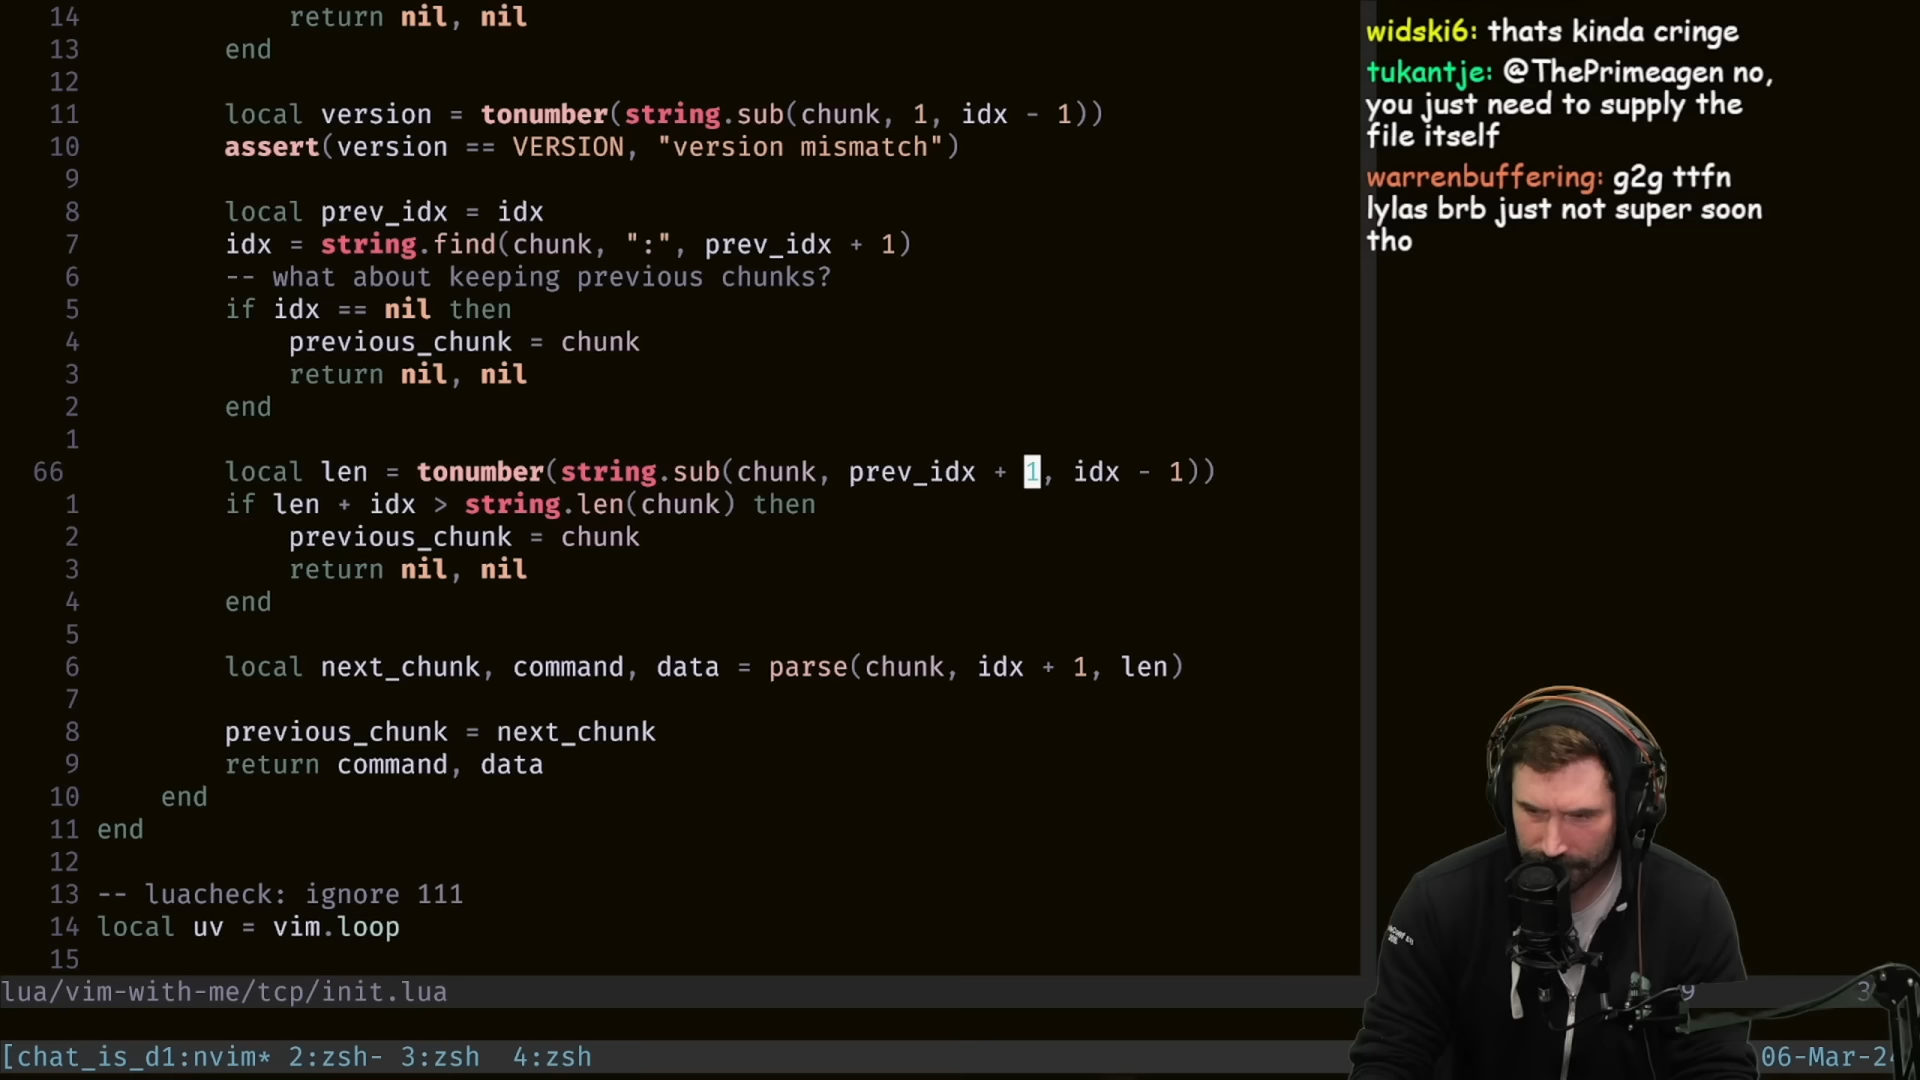 14 return nil, nil
13 end
12
11 local version = tonumber(string.sub(chunk, 1, idx - 1))
10 assert(version == VERSION, "version mismatch")
9
8 local prev_idx = idx
7 idx = string.find(chunk, ":", prev_idx + 1)
6 -- what about keeping previous chunks?
5 if idx == nil then
4 previous_chunk = chunk
3 return nil, nil
2 end
1
66 local len = tonumber(string.sub(chunk, prev_idx + 1, idx - 1))
1 if len + idx > string.len(chunk) then
2 previous_chunk = chunk
3 return nil, nil
4 end
5
6 local next_chunk, command, data = parse(chunk, idx + 1, len)
7
8 previous_chunk = next_chunk
9 return command, data
10 end
11 end
12
13 -- luacheck: ignore 111
14 local uv = vim.loop
15
lua/vim-with-me/tcp/init.lua 9 3
[chat_is_d1:nvim* 2:zsh- 3:zsh 4:zsh 06-Mar-24
widski6: thats kinda cringe
tukantje: @ThePrimeagen no,
you just need to supply the
file itself
warrenbuffering: g2g ttfn
lylas brb just not super soon
tho